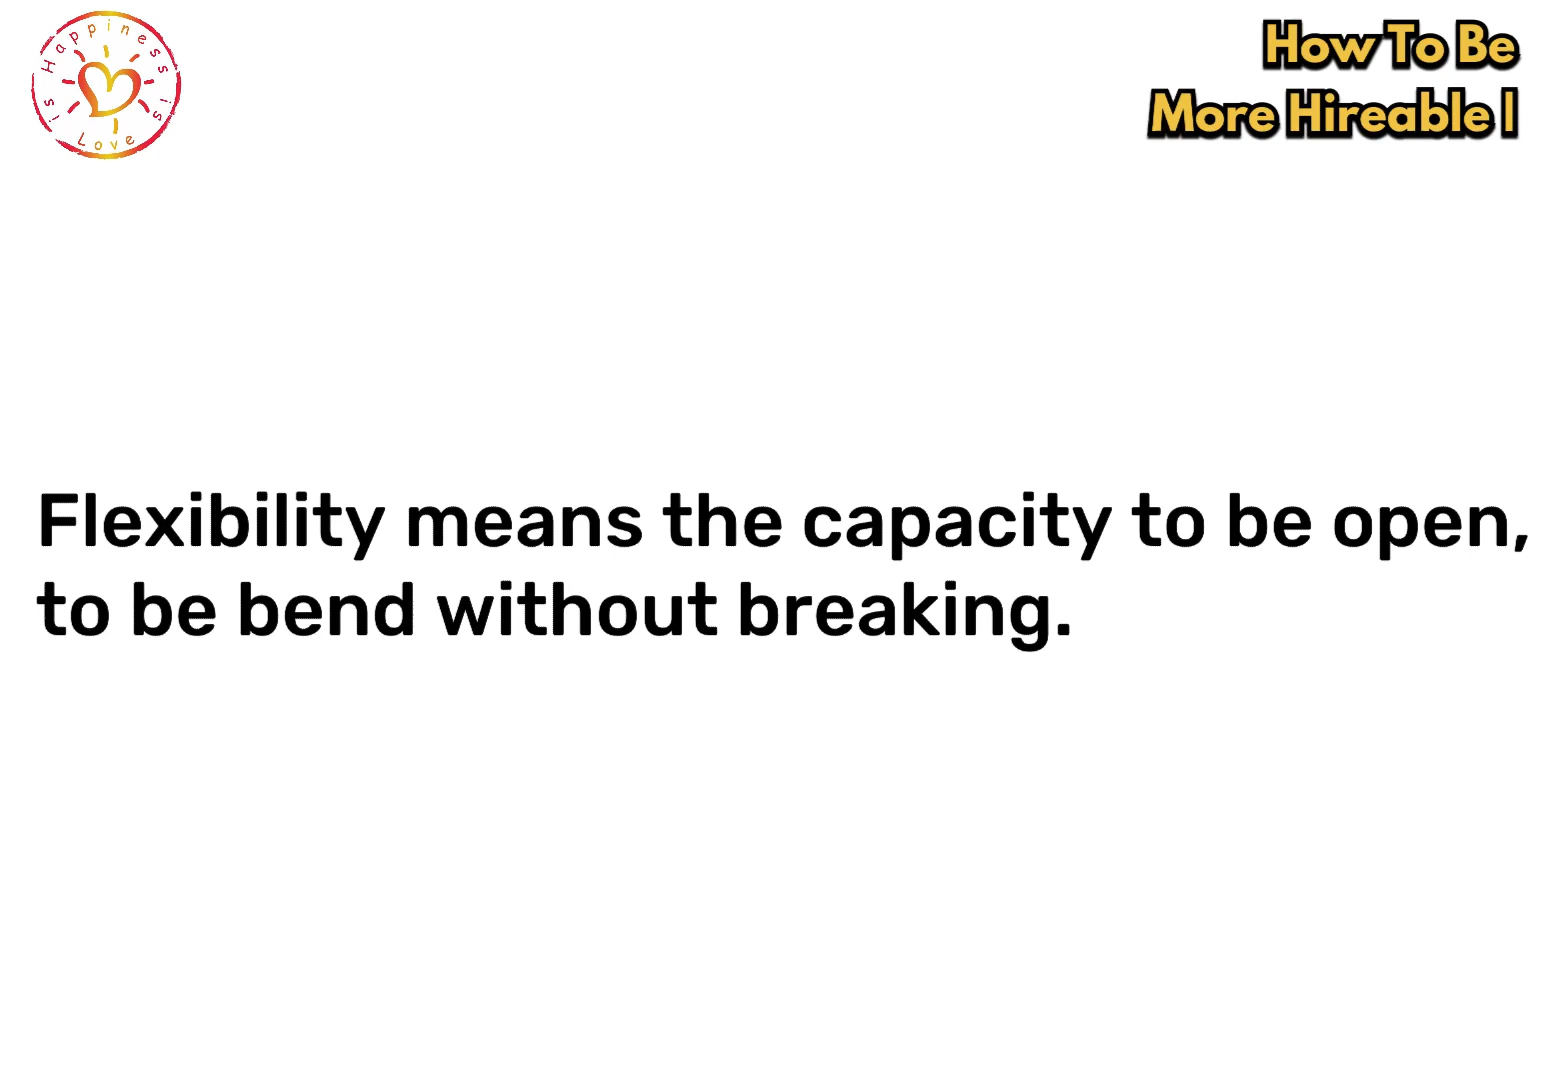 is Happiness is
Love
How To Be
More Hireable |
Flexibility means the capacity to be open,
to be bend without breaking.